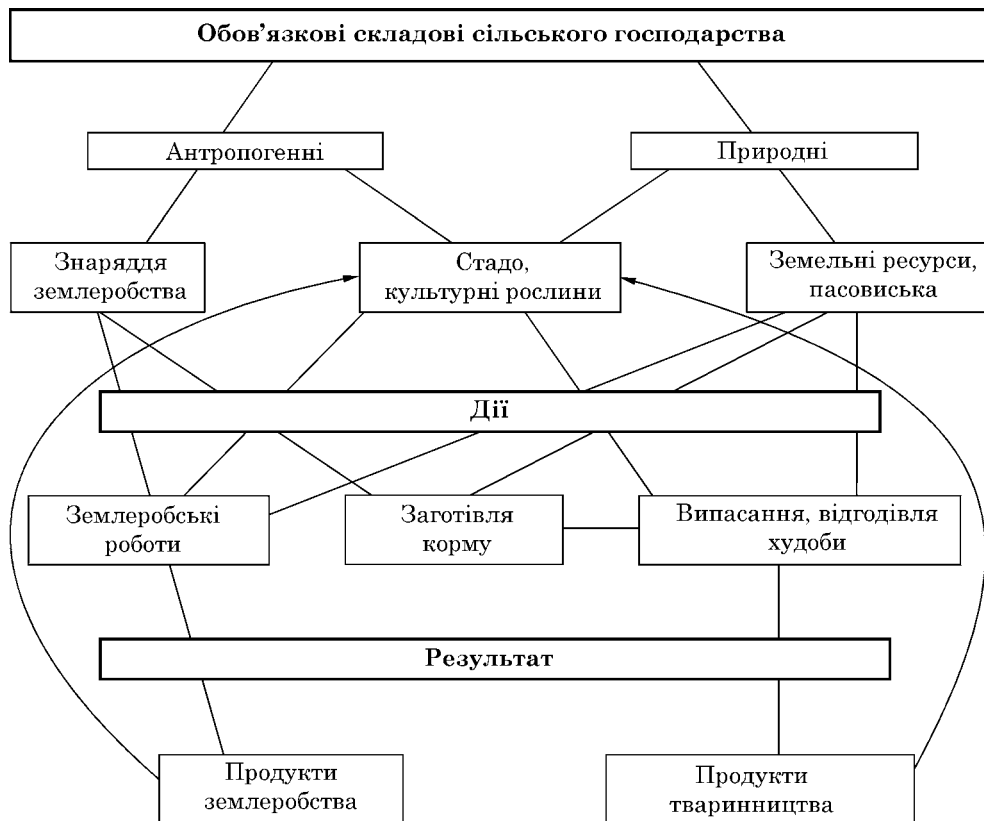 Обов’язкові складові сільського господарства
Антропогенні
Природні
Знаряддя
землеробства
Стадо,
культурні рослини
Земельні ресурси,
пасовиська
Дії
Землеробські
роботи
Заготівля
корму
Випасання, відгодівля
худоби
Результат
Продукти
землеробства
Продукти
тваринництва